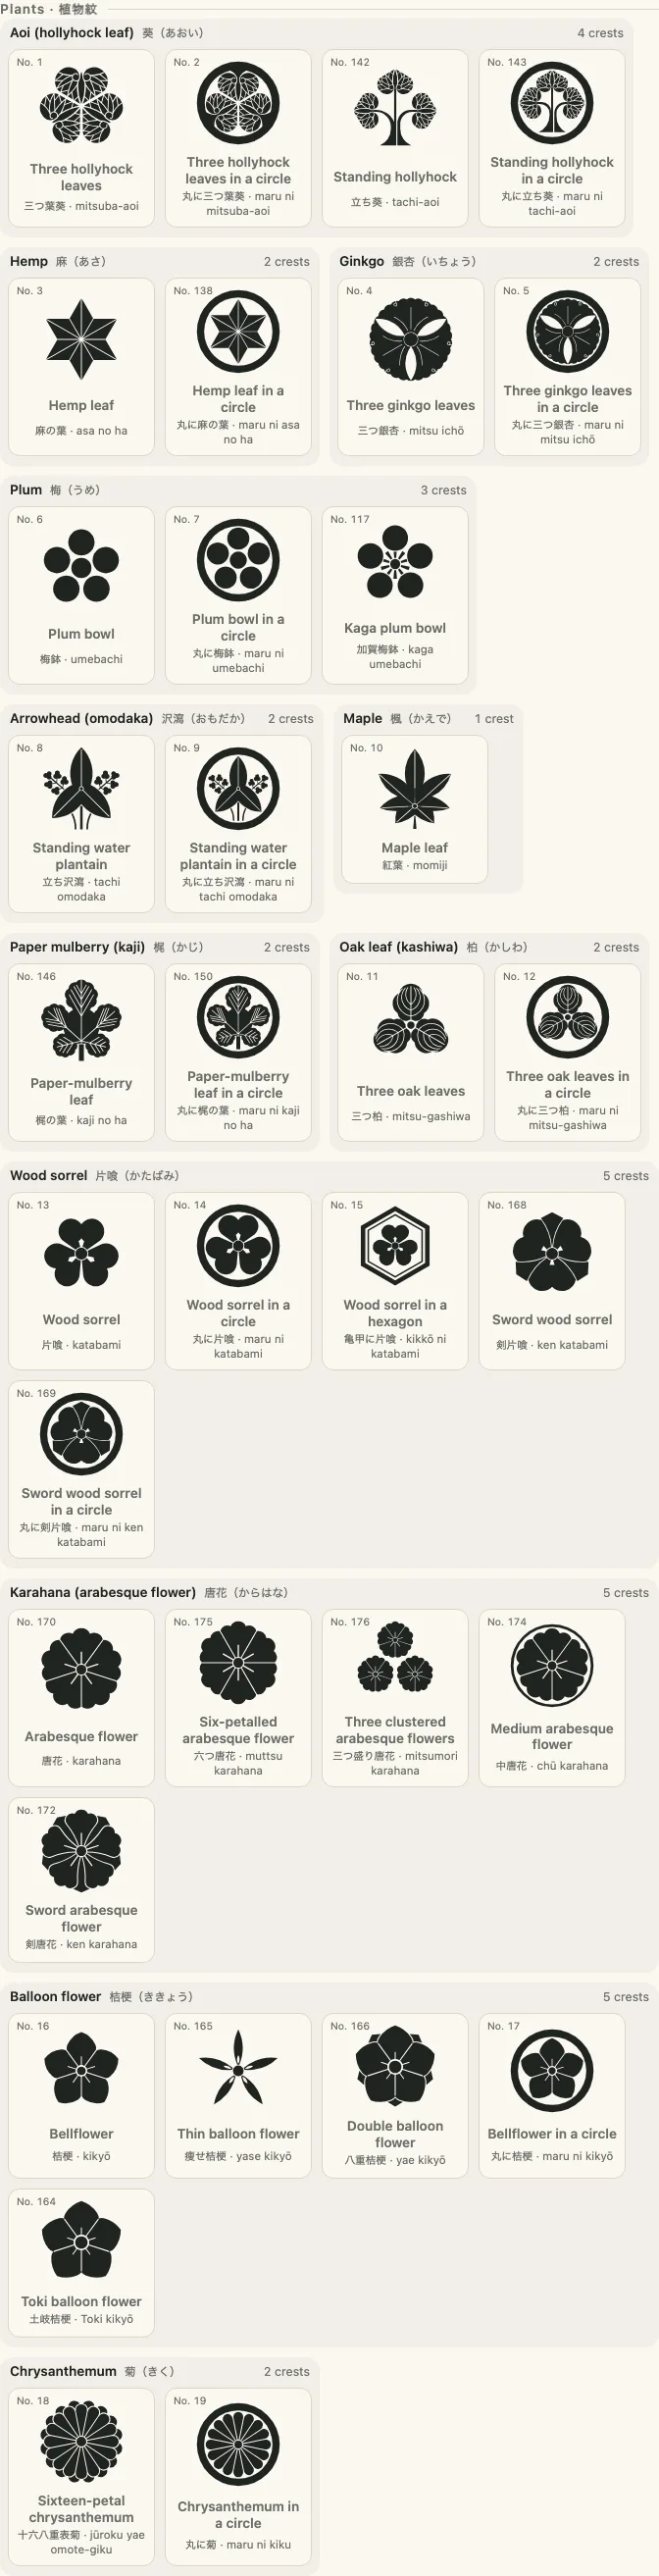 Plants · 植物紋
Aoi (hollyhock leaf) 葵（あおい） 4 crests
No. 1
Three hollyhock
leaves
三つ葉葵 · mitsuba-aoi
No. 2
Three hollyhock
leaves in a circle
丸に三つ葉葵 · maru ni
mitsuba-aoi
No. 142
Standing hollyhock
立ち葵 · tachi-aoi
No. 143
Standing hollyhock
in a circle
丸に立ち葵 · maru ni
tachi-aoi
Hemp 麻（あさ） 2 crests
No. 3
Hemp leaf
麻の葉 · asa no ha
No. 138
Hemp leaf in a
circle
丸に麻の葉 · maru ni asa
no ha
Ginkgo 銀杏（いちょう） 2 crests
No. 4
Three ginkgo leaves
三つ銀杏 · mitsu ichō
No. 5
Three ginkgo leaves
in a circle
丸に三つ銀杏 · maru ni
mitsu ichō
Plum 梅（うめ） 3 crests
No. 6
Plum bowl
梅鉢 · umebachi
No. 7
Plum bowl in a
circle
丸に梅鉢 · maru ni
umebachi
No. 117
Kaga plum bowl
加賀梅鉢 · kaga
umebachi
Arrowhead (omodaka) 沢瀉（おもだか） 2 crests
No. 8
Standing water
plantain
立ち沢瀉 · tachi
omodaka
No. 9
Standing water
plantain in a circle
丸に立ち沢瀉 · maru ni
tachi omodaka
Maple 楓（かえで） 1 crest
No. 10
Maple leaf
紅葉 · momiji
Paper mulberry (kaji) 梶（かじ） 2 crests
No. 146
Paper-mulberry
leaf
梶の葉 · kaji no ha
No. 150
Paper-mulberry
leaf in a circle
丸に梶の葉 · maru ni kaji
no ha
Oak leaf (kashiwa) 柏（かしわ） 2 crests
No. 11
Three oak leaves
三つ柏 · mitsu-gashiwa
No. 12
Three oak leaves in
a circle
丸に三つ柏 · maru ni
mitsu-gashiwa
Wood sorrel 片喰（かたばみ） 5 crests
No. 13
Wood sorrel
片喰 · katabami
No. 14
Wood sorrel in a
circle
丸に片喰 · maru ni
katabami
No. 15
Wood sorrel in a
hexagon
亀甲に片喰 · kikkō ni
katabami
No. 168
Sword wood sorrel
剣片喰 · ken katabami
No. 169
Sword wood sorrel
in a circle
丸に剣片喰 · maru ni ken
katabami
Karahana (arabesque flower) 唐花（からはな） 5 crests
No. 170
Arabesque flower
唐花 · karahana
No. 175
Six-petalled
arabesque flower
六つ唐花 · muttsu
karahana
No. 176
Three clustered
arabesque flowers
三つ盛り唐花 · mitsumori
karahana
No. 174
Medium arabesque
flower
中唐花 · chū karahana
No. 172
Sword arabesque
flower
剣唐花 · ken karahana
Balloon flower 桔梗（ききょう） 5 crests
No. 16
Bellflower
桔梗 · kikyō
No. 165
Thin balloon flower
痩せ桔梗 · yase kikyō
No. 166
Double balloon
flower
八重桔梗 · yae kikyō
No. 17
Bellflower in a circle
丸に桔梗 · maru ni kikyō
No. 164
Toki balloon flower
土岐桔梗 · Toki kikyō
Chrysanthemum 菊（きく） 2 crests
No. 18
Sixteen-petal
chrysanthemum
十六八重表菊 · jūroku yae
omote-giku
No. 19
Chrysanthemum in
a circle
丸に菊 · maru ni kiku